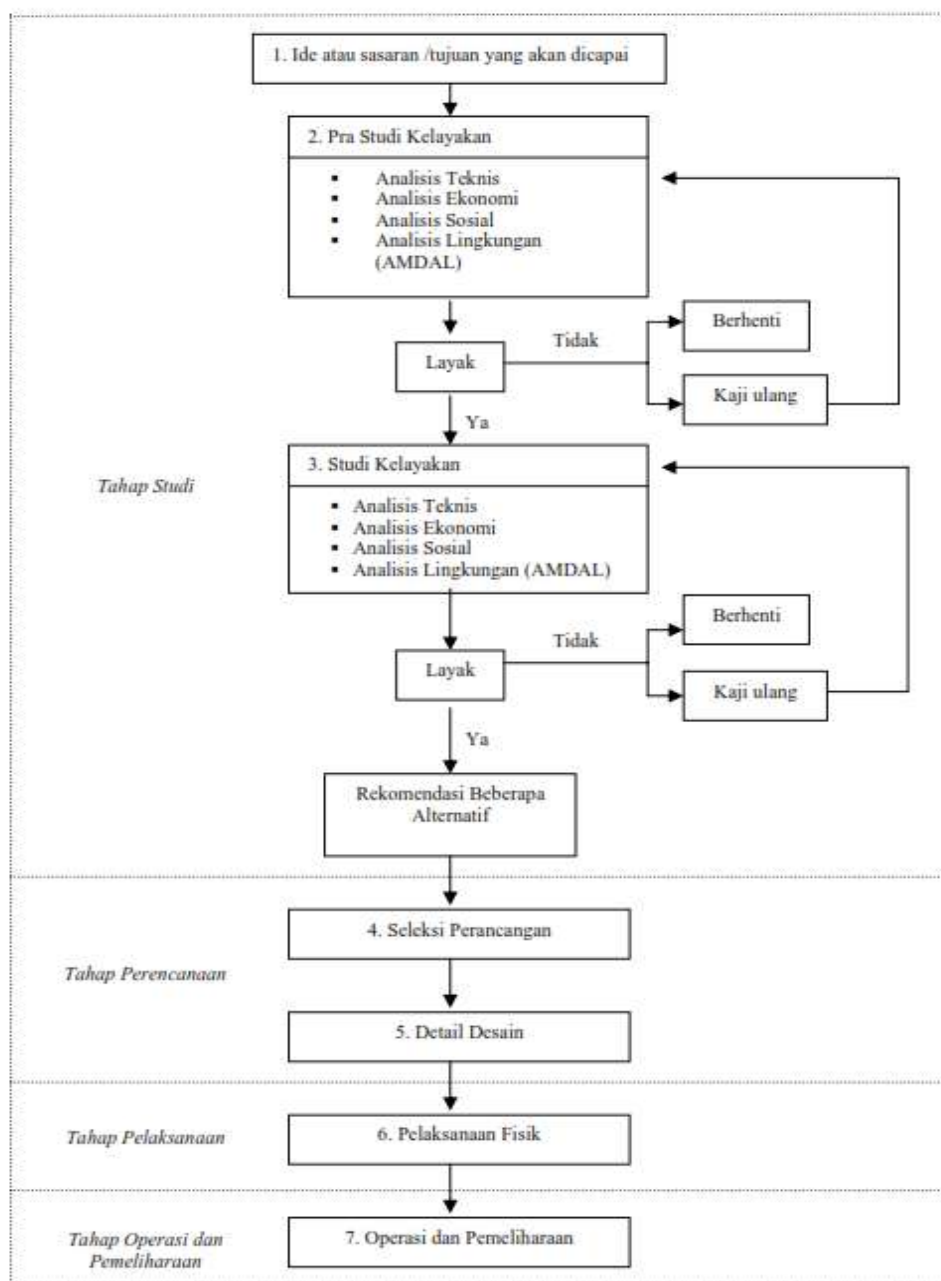 1. Ide atau sasaran /tujuan yang akan dicapai
2. Pra Studi Kelayakan
▪ Analisis Teknis
▪ Analisis Ekonomi
▪ Analisis Sosial
▪ Analisis Lingkungan
(AMDAL)
Layak
Tidak
Berhenti
Kaji ulang
Ya
Tahap Studi
3. Studi Kelayakan
▪ Analisis Teknis
▪ Analisis Ekonomi
▪ Analisis Sosial
▪ Analisis Lingkungan (AMDAL)
Layak
Tidak
Berhenti
Kaji ulang
Ya
Rekomendasi Beberapa
Alternatif
Tahap Perencanaan
4. Seleksi Perancangan
5. Detail Desain
Tahap Pelaksanaan
6. Pelaksanaan Fisik
Tahap Operasi dan
Pemeliharaan
7. Operasi dan Pemeliharaan